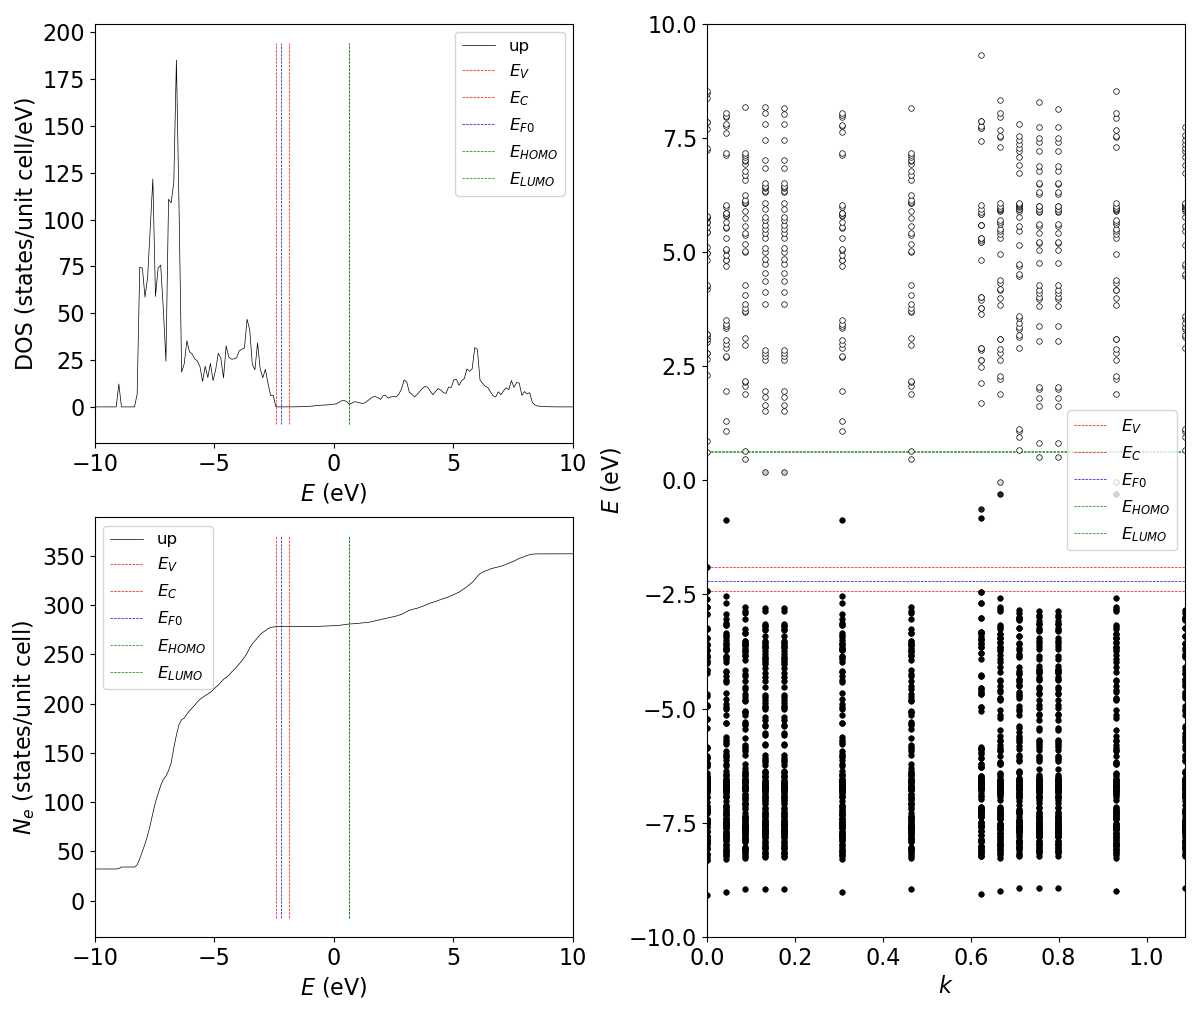 200
175
150
125
100
75
50
25
0
DOS (states/unit cell/eV)
−10
−5
0
5
10
E (eV)
up
E_V
E_C
E_F0
E_HOMO
E_LUMO
350
300
250
200
150
100
50
0
N_e (states/unit cell)
−10
−5
0
5
10
E (eV)
up
E_V
E_C
E_F0
E_HOMO
E_LUMO
10.0
7.5
5.0
2.5
0.0
−2.5
−5.0
−7.5
−10.0
E (eV)
0.0
0.2
0.4
0.6
0.8
1.0
k
E_V
E_C
E_F0
E_HOMO
E_LUMO